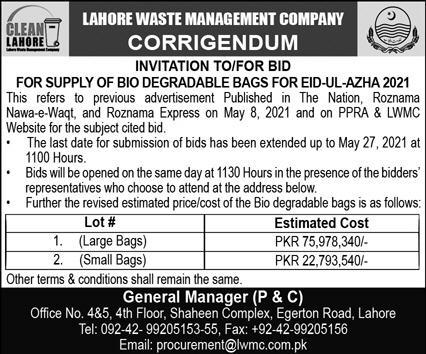 CLEAN
LAHORE
Lahore Waste Management Company
LAHORE WASTE MANAGEMENT COMPANY
CORRIGENDUM
INVITATION TO/FOR BID
FOR SUPPLY OF BIO DEGRADABLE BAGS FOR EID-UL-AZHA 2021
This refers to previous advertisement Published in The Nation, Roznama
Nawa-e-Waqt, and Roznama Express on May 8, 2021 and on PPRA & LWMC
Website for the subject cited bid.
• The last date for submission of bids has been extended up to May 27, 2021 at
1100 Hours.
• Bids will be opened on the same day at 1130 Hours in the presence of the bidders'
representatives who choose to attend at the address below.
• Further the revised estimated price/cost of the Bio degradable bags is as follows:
Lot # Estimated Cost
1. (Large Bags) PKR 75,978,340/-
2. (Small Bags) PKR 22,793,540/-
Other terms & conditions shall remain the same.
General Manager (P & C)
Office No. 4&5, 4th Floor, Shaheen Complex, Egerton Road, Lahore
Tel: 092-42- 99205153-55, Fax: +92-42-99205156
Email: procurement@lwmc.com.pk